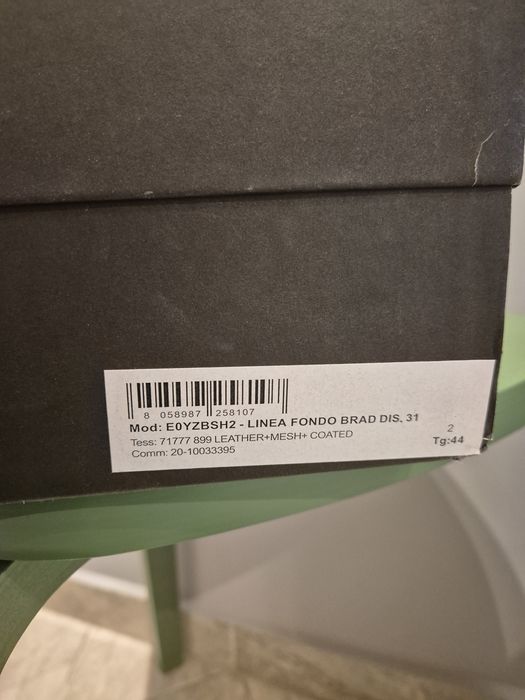 8 058987 258107
Mod: E0YZBSH2 - LINEA FONDO BRAD DIS. 31
Tess: 71777 899 LEATHER+MESH+ COATED
Comm: 20-10033395
2
Tg:44